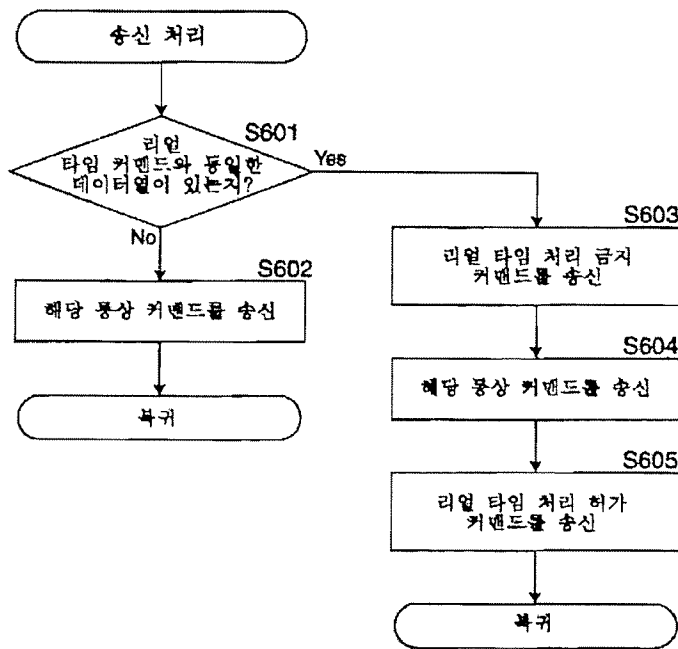 송신 처리
S601
리얼
타임 커맨드와 동일한
데이터열이 있는지?
Yes
No
S602
해당 통상 커맨드를 송신
복귀
S603
리얼 타임 처리 금지
커맨드를 송신
S604
해당 통상 커맨드를 송신
S605
리얼 타임 처리 허가
커맨드를 송신
복귀